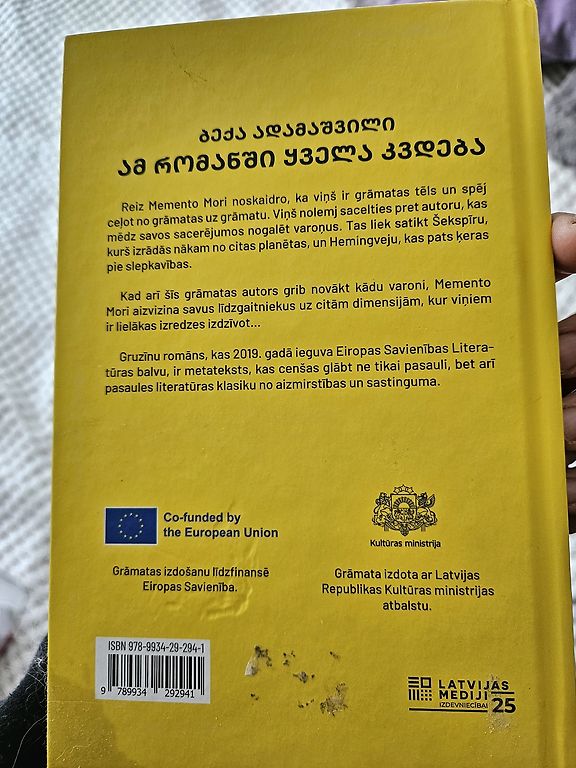 ბექა ადამაშვილი
ამ რომანში ყველა კვდება
Reiz Memento Mori noskaidro, ka viņš ir grāmatas tēls un spēj
ceļot no grāmatas uz grāmatu. Viņš nolemj sacelties pret autoru, kas
mēdz savos sacerējumos nogalēt varoņus. Tas liek satikt Šekspīru,
kurš izrādās nākam no citas planētas, un Hemingveju, kas pats ķeras
pie slepkavības.
Kad arī šīs grāmatas autors grib novākt kādu varoni, Memento
Mori aizvizina savus līdzgaitniekus uz citām dimensijām, kur viņiem
ir lielākas izredzes izdzīvot...
Gruzīnu romāns, kas 2019. gadā ieguva Eiropas Savienības Litera-
tūras balvu, ir metateksts, kas cenšas glābt ne tikai pasauli, bet arī
pasaules literatūras klasiku no aizmirstības un sastinguma.
Co-funded by
the European Union
Grāmatas izdošanu līdzfinansē
Eiropas Savienība.
Kultūras ministrija
Grāmata izdota ar Latvijas
Republikas Kultūras ministrijas
atbalstu.
ISBN 978-9934-29-294-1
9 789934 292941
LATVIJAS
MEDIJI
IZDEVNIECĪBAI 25